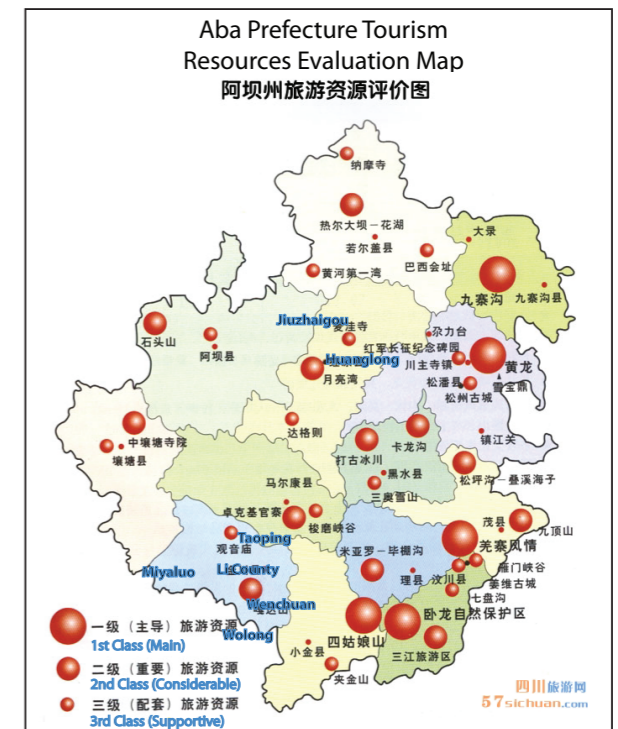 Aba Prefecture Tourism
Resources Evaluation Map
阿坝州旅游资源评价图
纳摩寺
热尔大坝－花湖
若尔盖县
大录
巴西会址
黄河第一湾
九寨沟
九寨沟县
Jiuzhaigou
麦洼寺
尕力台
石头山
阿坝县
红军长征纪念碑园
Huanglong
川主寺镇
黄龙
月亮湾
松潘县
雪宝鼎
松州古城
达格则
卡龙沟
镇江关
中壤塘寺院
壤塘县
打古冰川
黑水县
松坪沟－叠溪海子
马尔康县
三奥雪山
卓克基官寨
梭磨峡谷
茂县
九顶山
Taoping
观音庙
米亚罗－毕棚沟
羌寨风情
Miyaluo
Li County
理县
汶川县
雁门峡谷
姜维古城
Wenchuan
七盘沟
一级（主导）旅游资源
1st Class (Main)
Wolong
四姑娘山
卧龙自然保护区
小金县
三江旅游区
二级（重要）旅游资源
2nd Class (Considerable)
夹金山
三级（配套）旅游资源
3rd Class (Supportive)
四川旅游网
57sichuan.com